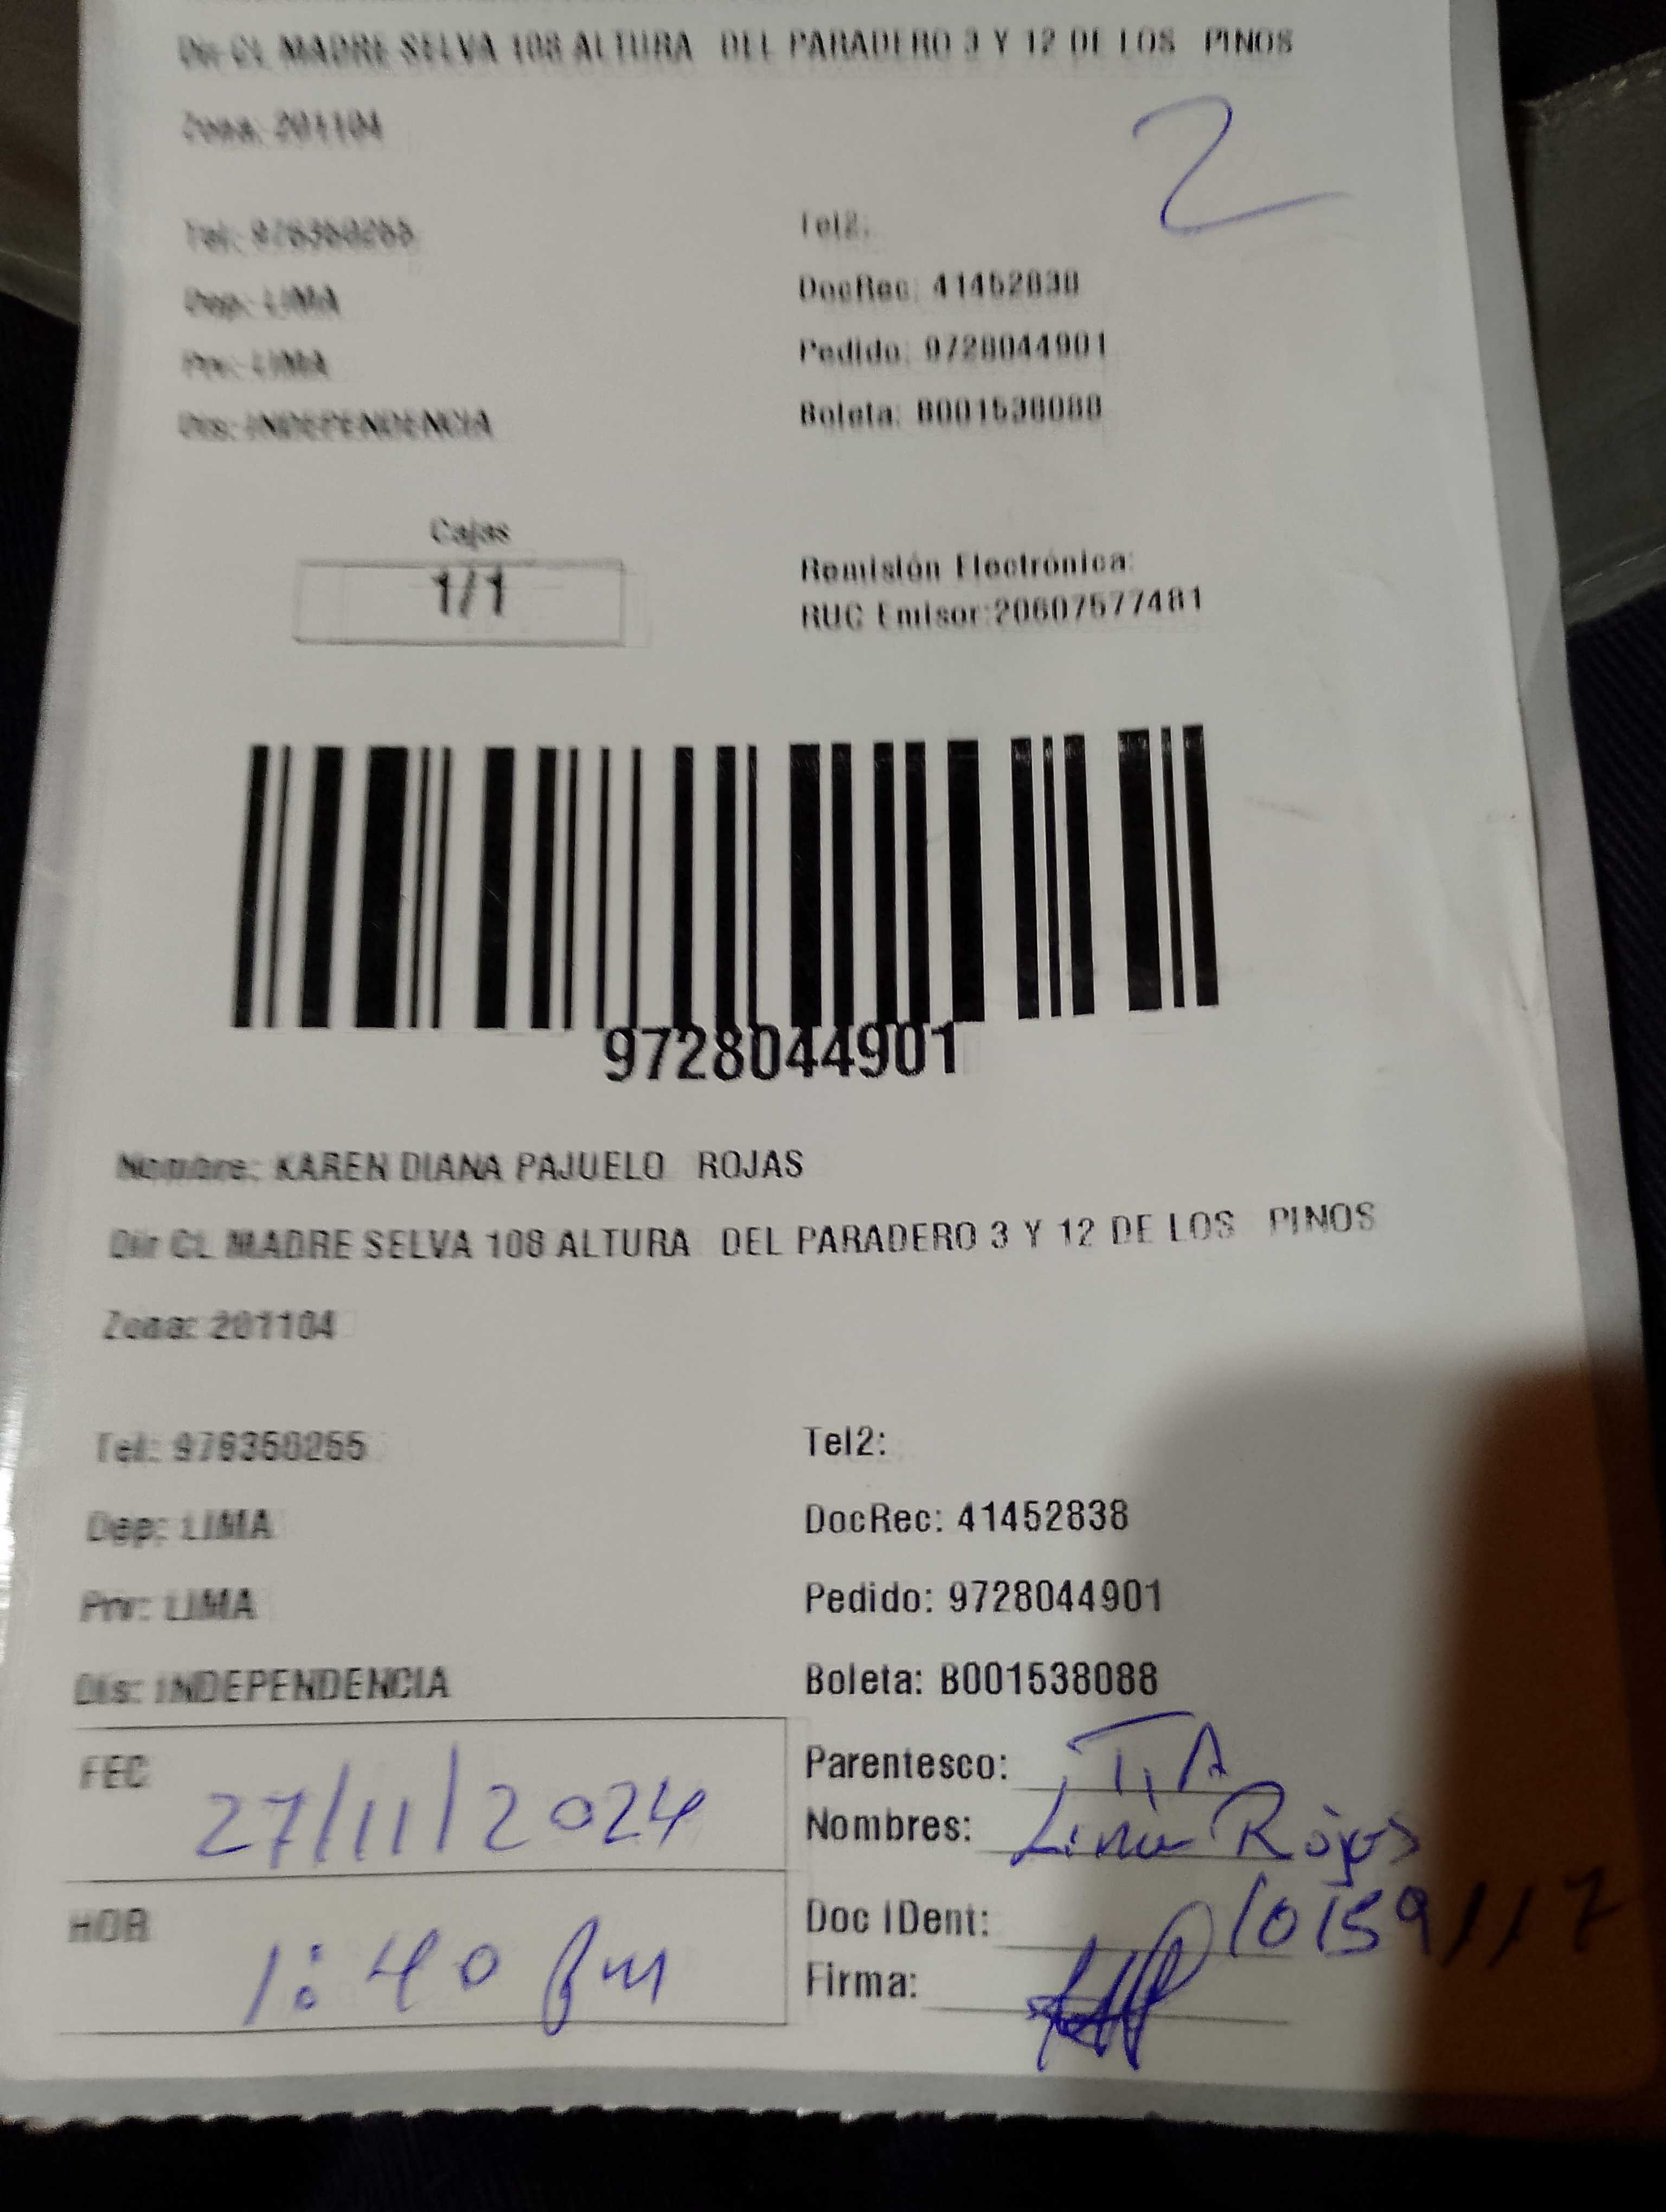 Dir CL MADRE SELVA 108 ALTURA DEL PARADERO 3 Y 12 DE LOS PINOS
Zona: 201104
2
Tel: 976350255 Tel2:
Dep: LIMA DocRec: 41452838
Prv: LIMA Pedido: 9728044901
Dis: INDEPENDENCIA Boleta: B001538088
Cajas
1/1
Remisión Electrónica:
RUC Emisor:20607577481
9728044901
Nombre: KAREN DIANA PAJUELO ROJAS
Dir CL MADRE SELVA 108 ALTURA DEL PARADERO 3 Y 12 DE LOS PINOS
Zona: 201104
Tel: 976350255 Tel2:
Dep: LIMA DocRec: 41452838
Prv: LIMA Pedido: 9728044901
Dis: INDEPENDENCIA Boleta: B001538088
FEC 27/11/2024
Parentesco: TIA
Nombres: Lina Rojas
HOR 1:40 pm
Doc IDent: 10159117
Firma: